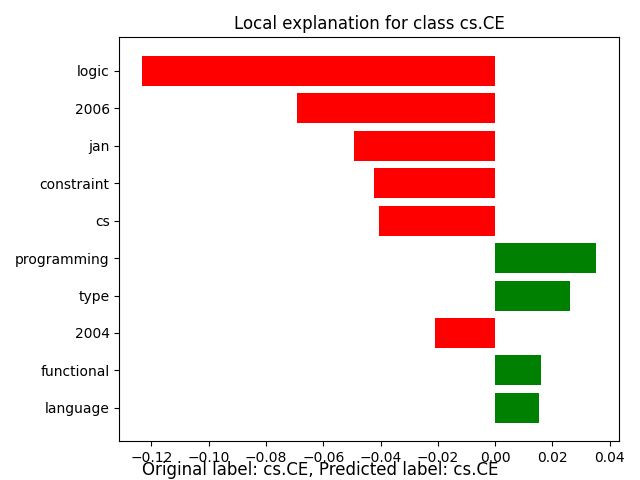 Local explanation for class cs.CE
logic
2006
jan
constraint
cs
programming
type
2004
functional
language
−0.12 −0.10 −0.08 −0.06 −0.04 −0.02 0.00 0.02 0.04
Original label: cs.CE, Predicted label: cs.CE